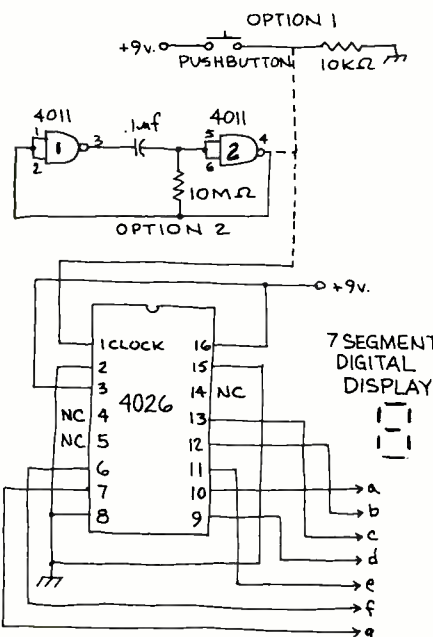 OPTION 1
+9v.
PUSHBUTTON
10KΩ
4011
4011
1
2
1
3
.1mf
5
6
2
4
10MΩ
OPTION 2
+9v.
1 CLOCK
16
2
15
3
14 NC
4026
NC 4
13
NC 5
12
6
11
7
10
8
9
7 SEGMENT
DIGITAL
DISPLAY
a
b
c
d
e
f
g